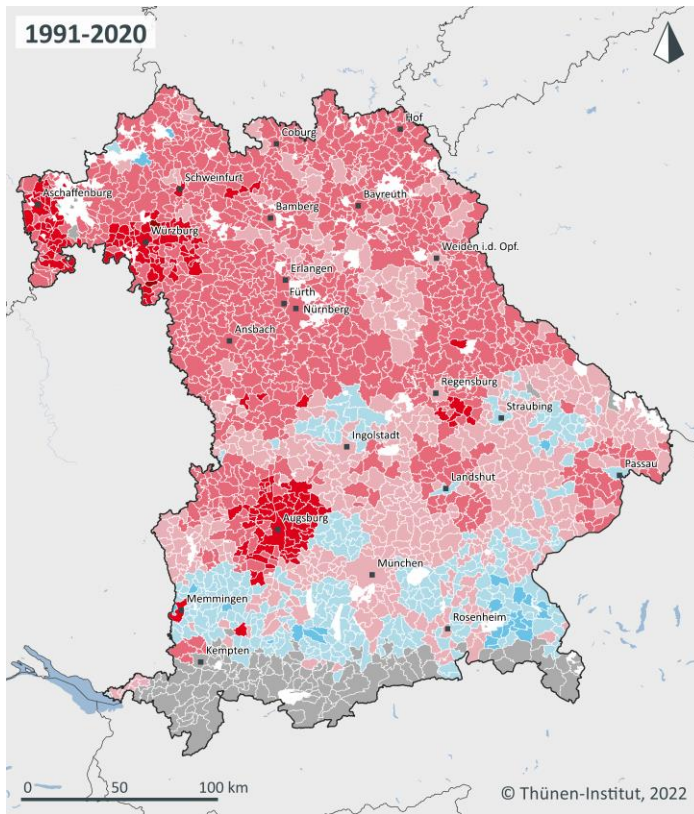 1991-2020
Hof
Coburg
Schweinfurt
Aschaffenburg
Bayreuth
Bamberg
Würzburg
Weiden i.d. Opf.
Erlangen
Fürth
Nürnberg
Ansbach
Regensburg
Straubing
Ingolstadt
Passau
Landshut
Augsburg
München
Memmingen
Rosenheim
Kempten
0 50 100 km
© Thünen-Institut, 2022